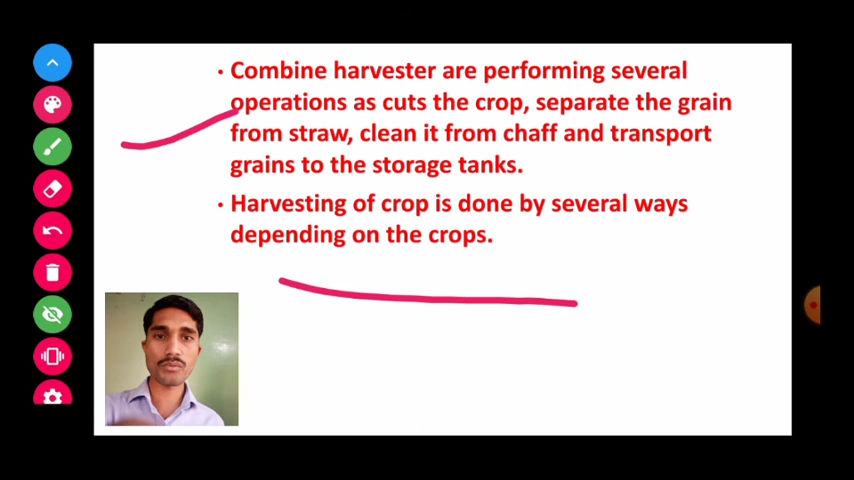 • Combine harvester are performing several
operations as cuts the crop, separate the grain
from straw, clean it from chaff and transport
grains to the storage tanks.
• Harvesting of crop is done by several ways
depending on the crops.